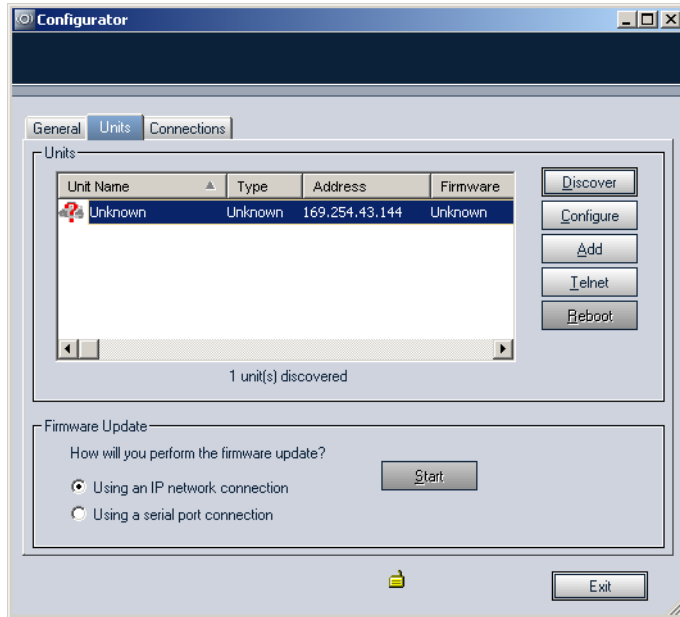 Configurator
General Units Connections
Units
Unit Name Type Address Firmware
Unknown Unknown 169.254.43.144 Unknown
1 unit(s) discovered
Discover
Configure
Add
Telnet
Reboot
Firmware Update
How will you perform the firmware update?
Using an IP network connection
Using a serial port connection
Start
Exit